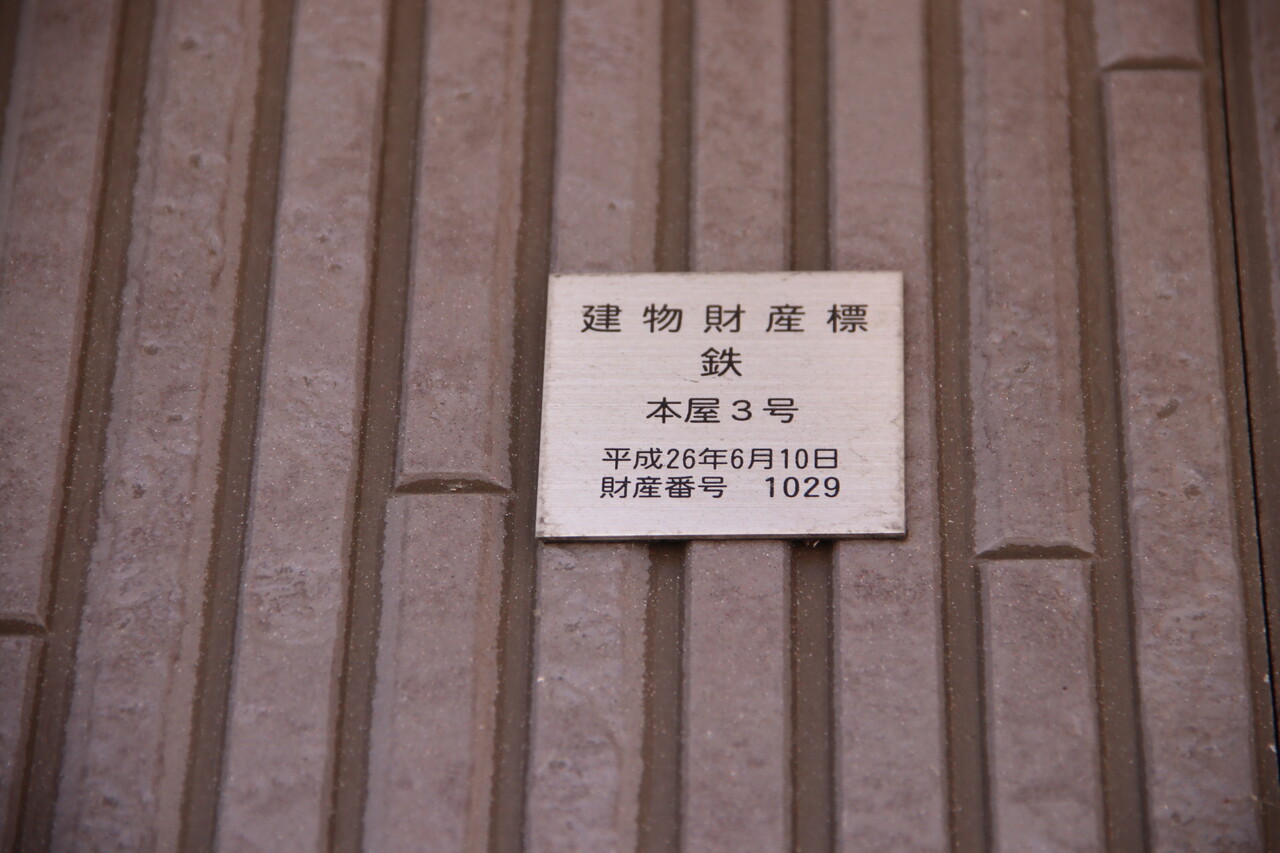 建物財産標
鉄
本屋3号
平成26年6月10日
財産番号　1029